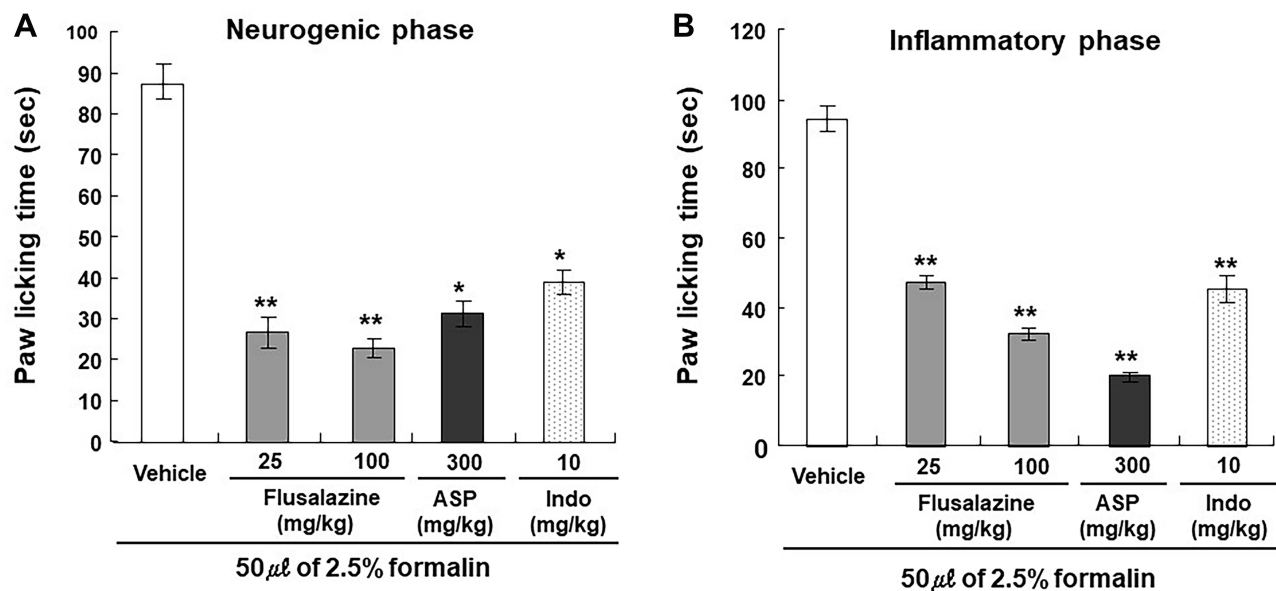 A
Neurogenic phase
Paw licking time (sec)
100
90
80
70
60
50
40
30
20
10
0
**
**
*
*
Vehicle
25 100 300 10
Flusalazine ASP Indo
(mg/kg) (mg/kg) (mg/kg)
50㎕ of 2.5% formalin
B
Inflammatory phase
Paw licking time (sec)
120
100
80
60
40
20
0
**
**
**
**
Vehicle
25 100 300 10
Flusalazine ASP Indo
(mg/kg) (mg/kg) (mg/kg)
50㎕ of 2.5% formalin